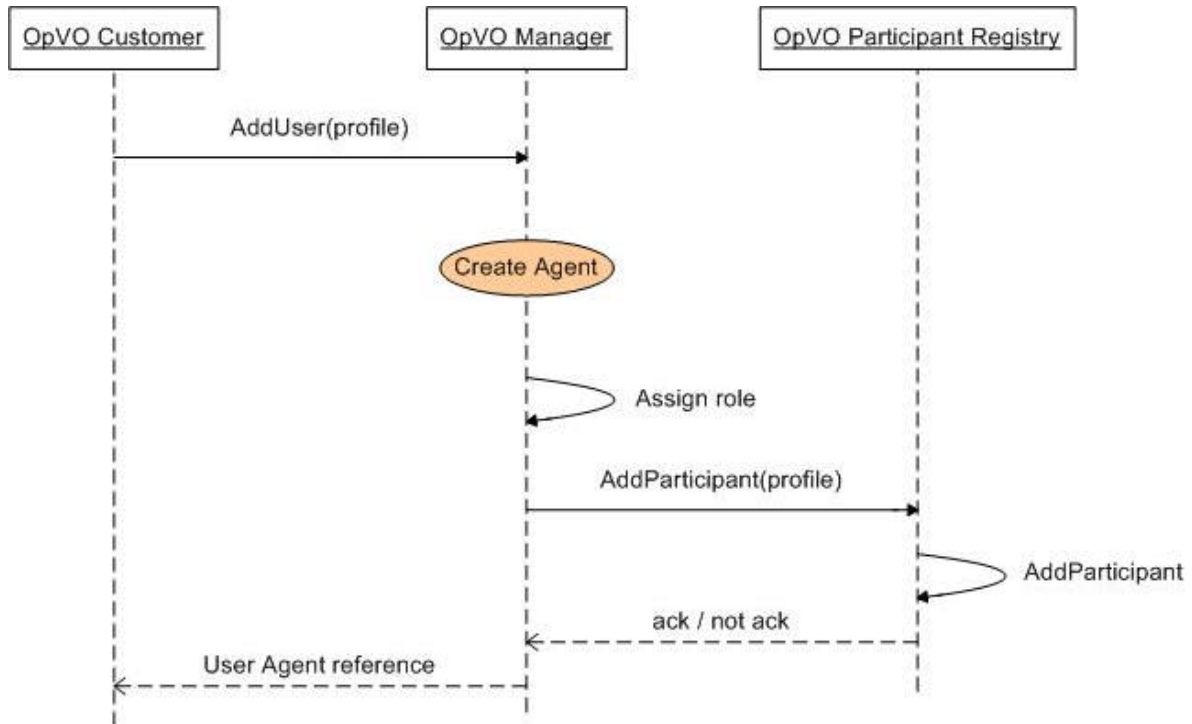 OpVO Customer
OpVO Manager
OpVO Participant Registry
AddUser(profile)
Create Agent
Assign role
AddParticipant(profile)
AddParticipant
ack / not ack
User Agent reference